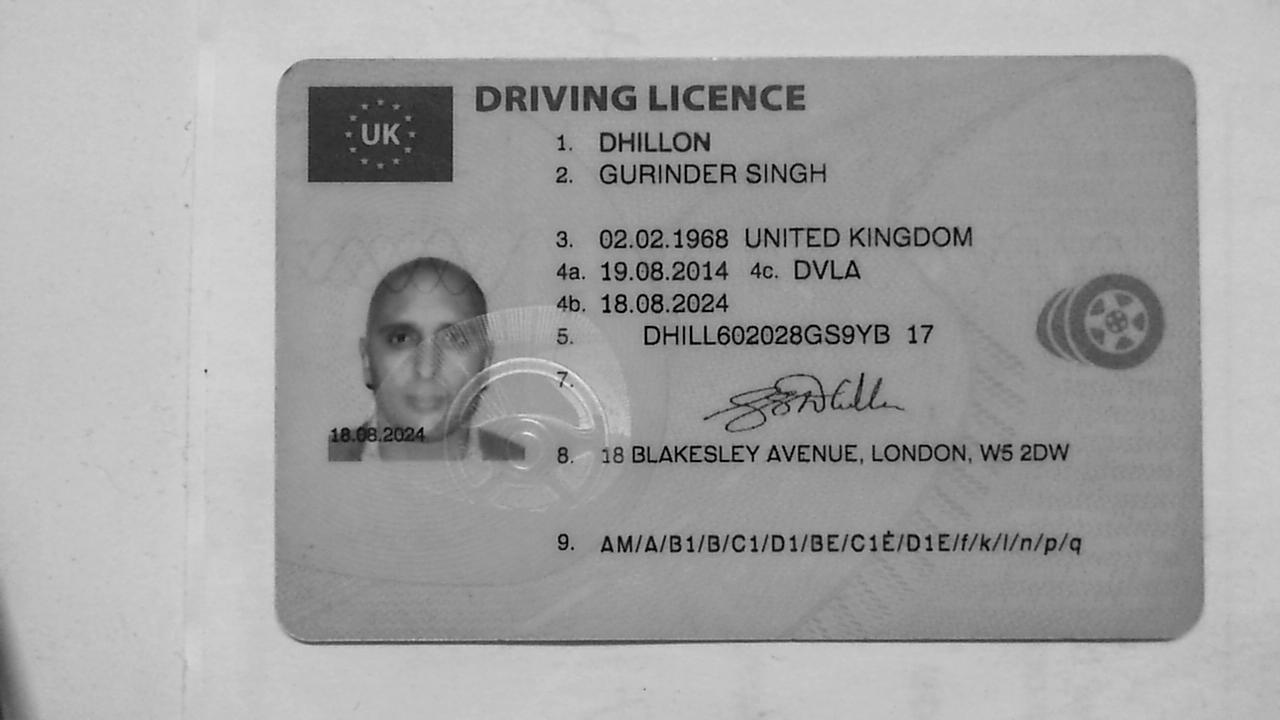 UK
DRIVING LICENCE
1. DHILLON
2. GURINDER SINGH
3. 02.02.1968 UNITED KINGDOM
4a. 19.08.2014 4c. DVLA
4b. 18.08.2024
5. DHILL602028GS9YB 17
7. GSDhillon
18.08.2024
8. 18 BLAKESLEY AVENUE, LONDON, W5 2DW
9. AM/A/B1/B/C1/D1/BE/C1E/D1E/f/k/l/n/p/q